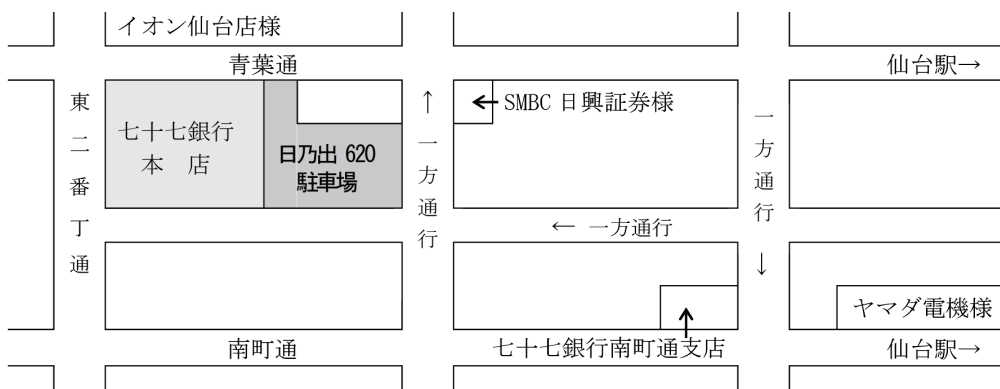 イオン仙台店様
青葉通
仙台駅→
東二番丁通
七十七銀行
本 店
日乃出 620
駐車場
↑一方通行
← SMBC 日興証券様
一方通行↓
← 一方通行
ヤマダ電機様
南町通
七十七銀行南町通支店
仙台駅→